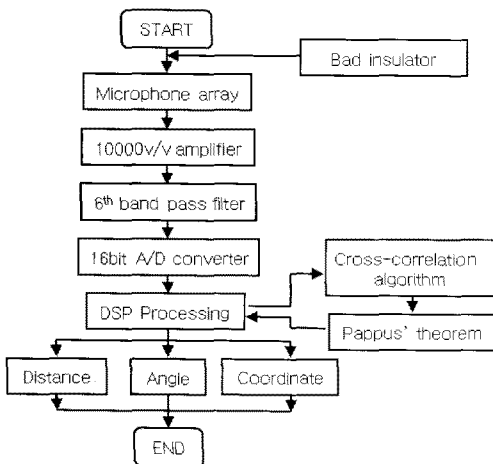 START
Bad insulator
Microphone array
10000v/v amplifier
6th band pass filter
16bit A/D converter
Cross-correlation
algorithm
DSP Processing
Pappus' theorem
Distance
Angle
Coordinate
END